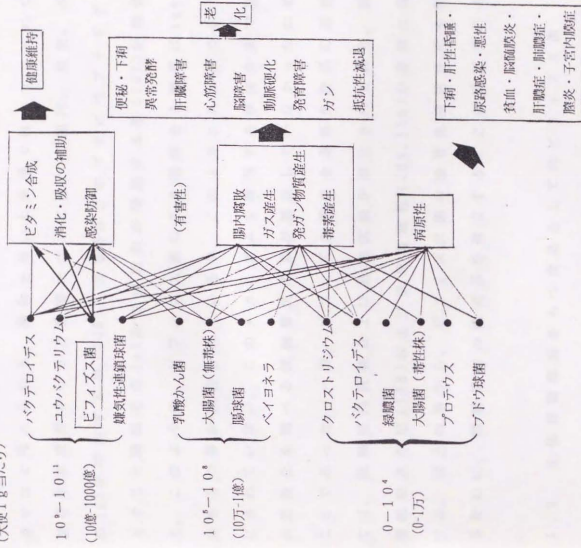 (大便1g当たり)
10⁹－10¹¹
(10億-1000億)
バクテロイデス
ユウバクテリウム
ビフィズス菌
嫌気性連鎖球菌
10⁵－10⁸
(10万-1億)
乳酸かん菌
大腸菌(無毒株)
腸球菌
ベイヨネラ
0－10⁴
(0-1万)
クロストリジウム
バクテロイデス
緑膿菌
大腸菌(毒性株)
プロテウス
ブドウ球菌
ビタミン合成
消化・吸収の補助
感染防御
(有害性)
腸内腐敗
ガス産生
発ガン物質産生
毒素産生
病原性
健康維持
便秘・下痢
異常発酵
肝臓障害
心筋障害
脳障害
動脈硬化
発育障害
ガン
抵抗性減退
老化
下痢・肝性昏睡・
尿路感染・悪性
貧血・脳髄膜炎・
肝膿症・肺膿症・
膣炎・子宮内膜症